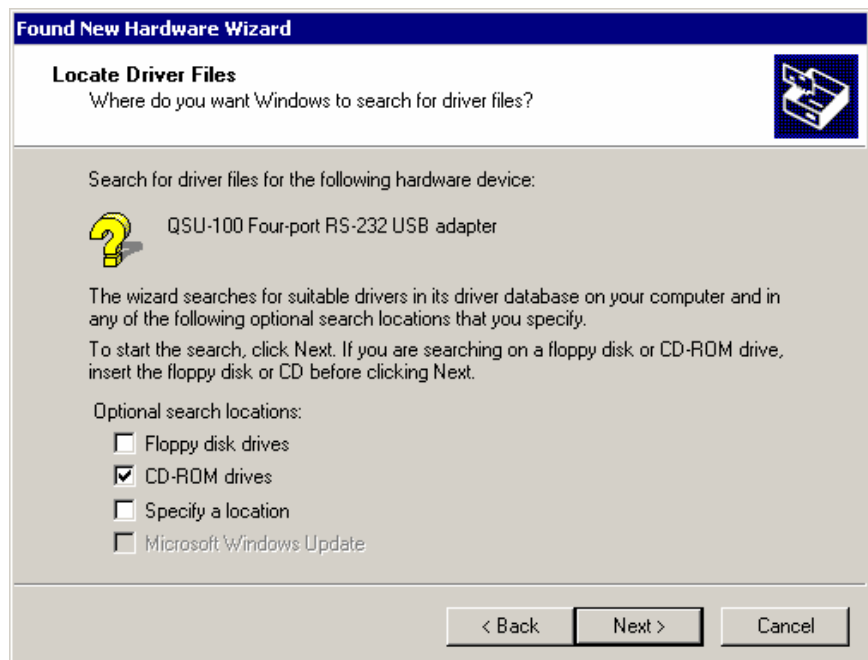 Found New Hardware Wizard
Locate Driver Files
Where do you want Windows to search for driver files?
Search for driver files for the following hardware device:
QSU-100 Four-port RS-232 USB adapter
The wizard searches for suitable drivers in its driver database on your computer and in
any of the following optional search locations that you specify.
To start the search, click Next. If you are searching on a floppy disk or CD-ROM drive,
insert the floppy disk or CD before clicking Next.
Optional search locations:
Floppy disk drives
CD-ROM drives
Specify a location
Microsoft Windows Update
< Back Next > Cancel